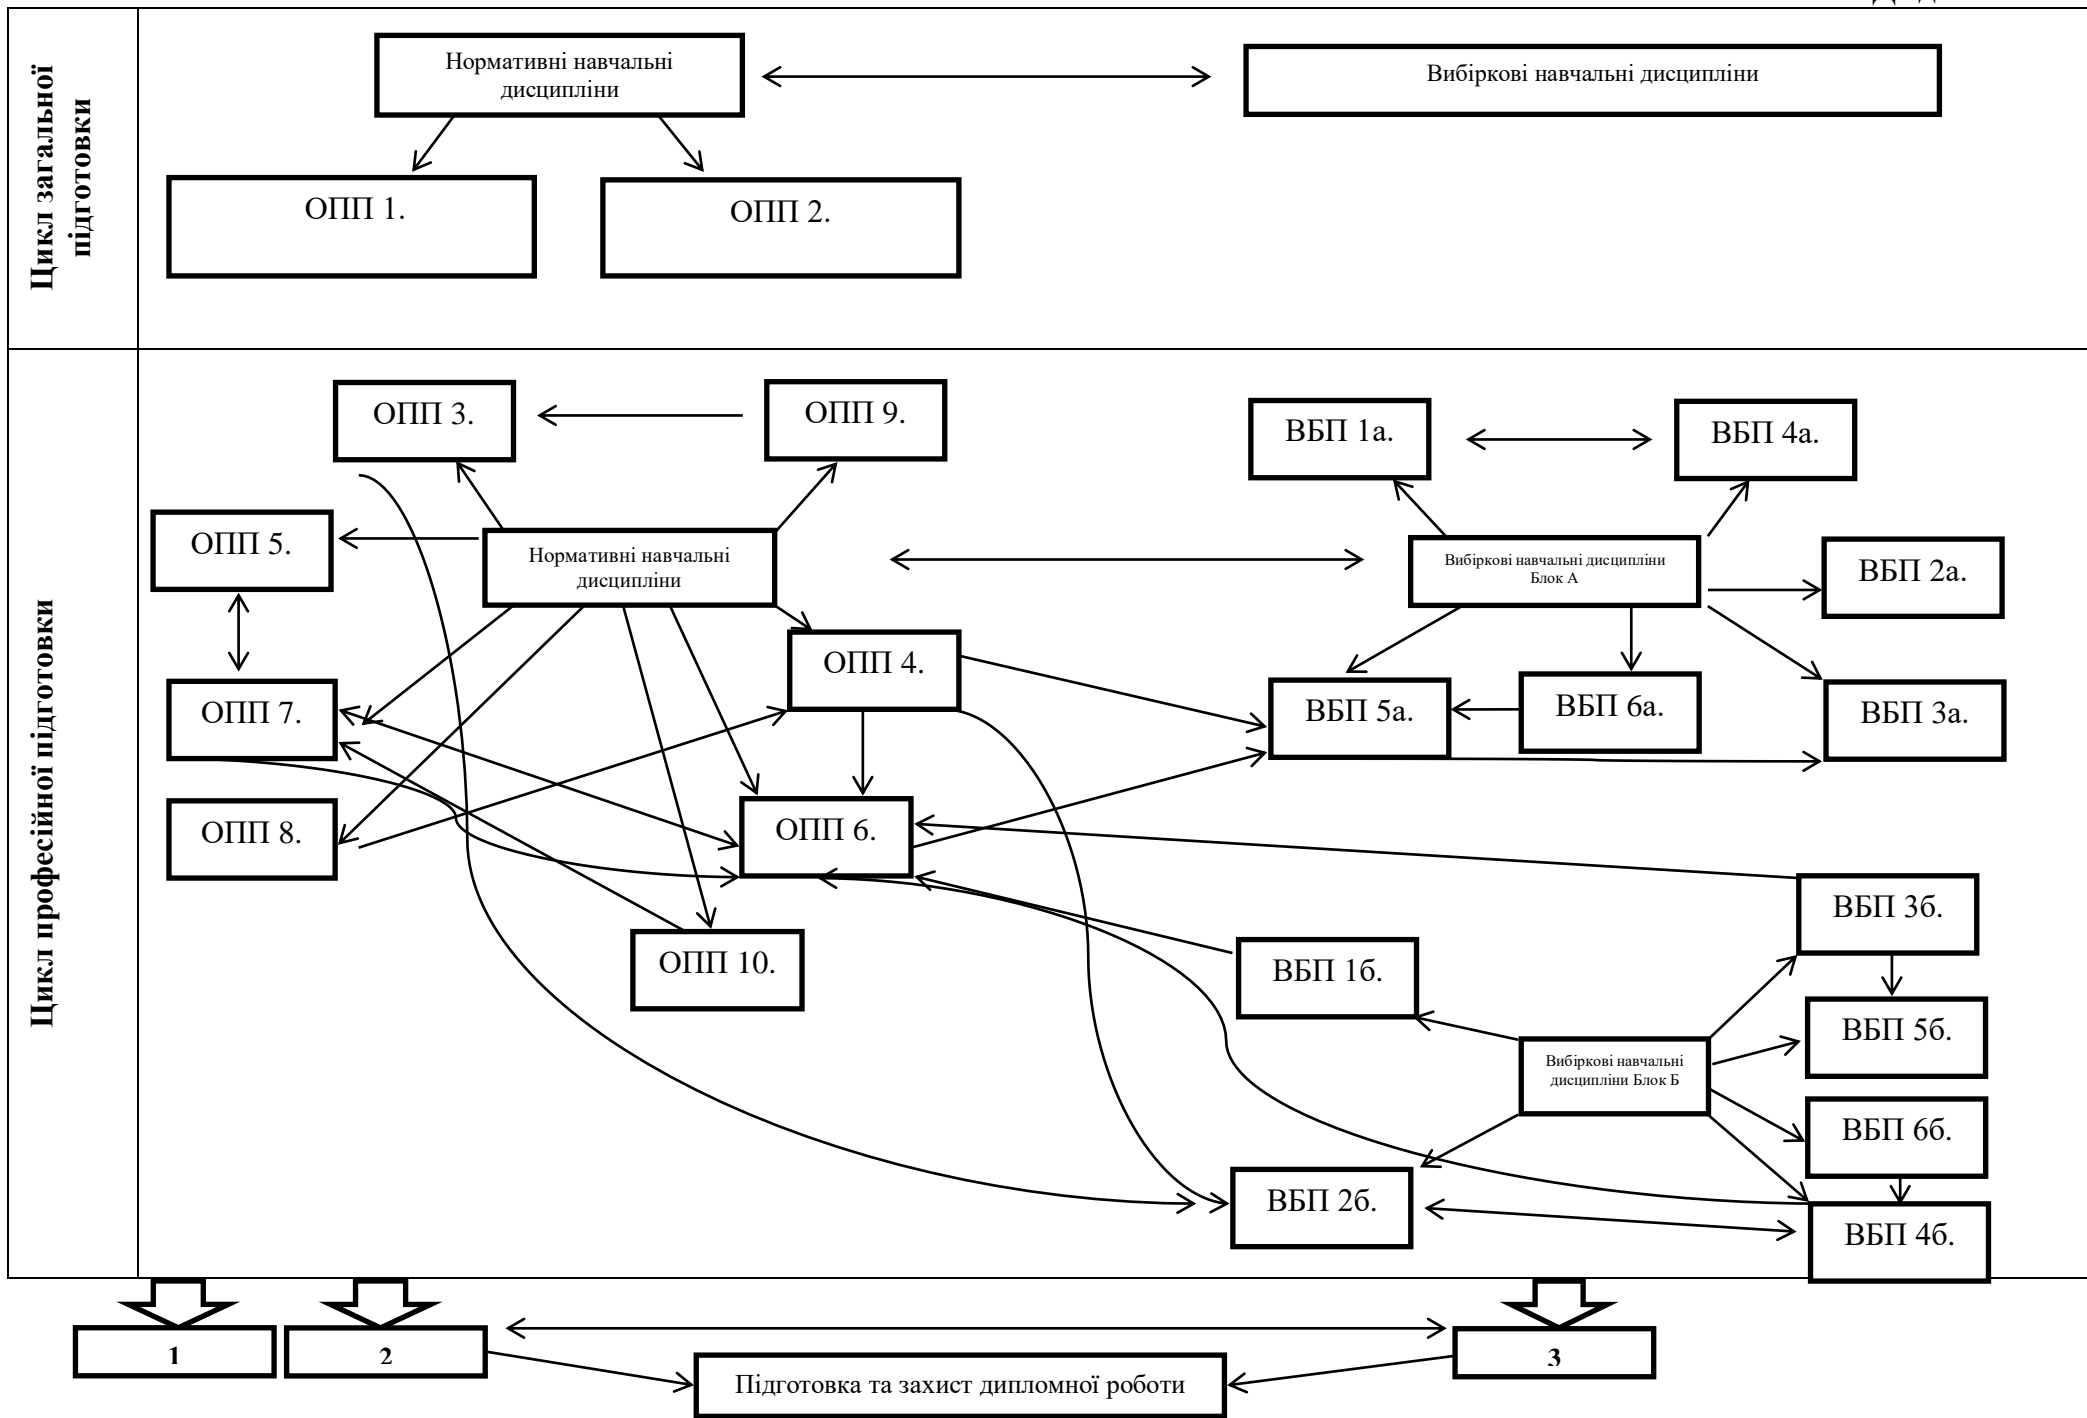 Цикл загальної
підготовки
Нормативні навчальні
дисципліни
Вибіркові навчальні дисципліни
ОПП 1.
ОПП 2.
Цикл професійної підготовки
ОПП 3.
ОПП 9.
ВБП 1а.
ВБП 4а.
ОПП 5.
Нормативні навчальні
дисципліни
Вибіркові навчальні дисципліни
Блок А
ВБП 2а.
ОПП 4.
ОПП 7.
ВБП 5а.
ВБП 6а.
ВБП 3а.
ОПП 8.
ОПП 6.
ВБП 3б.
ОПП 10.
ВБП 1б.
ВБП 5б.
Вибіркові навчальні
дисципліни Блок Б
ВБП 6б.
ВБП 2б.
ВБП 4б.
1
2
3
Підготовка та захист дипломної роботи